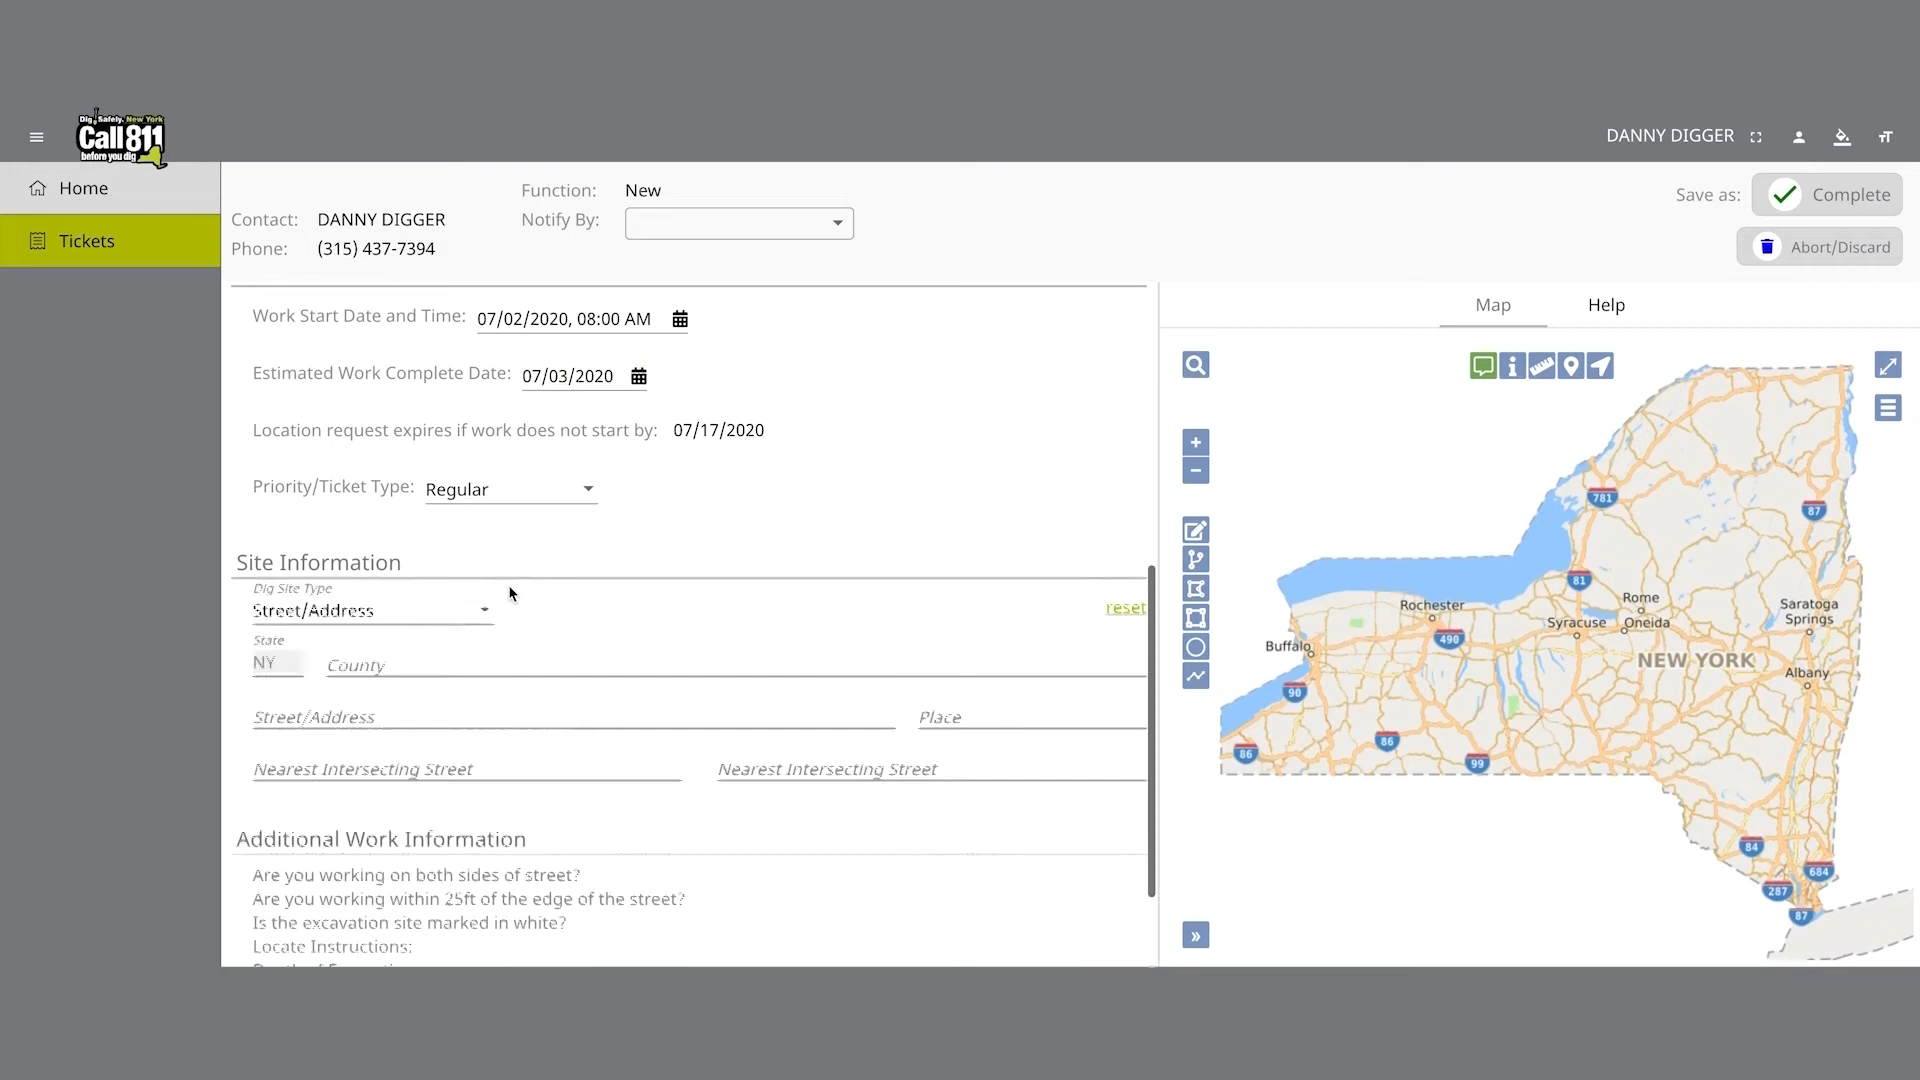 Dig Safely. New York
Call 811
before you dig
DANNY DIGGER
Home
Tickets
Function: New
Contact: DANNY DIGGER
Notify By:
Phone: (315) 437-7394
Save as: Complete
Abort/Discard
Work Start Date and Time: 07/02/2020, 08:00 AM
Estimated Work Complete Date: 07/03/2020
Location request expires if work does not start by: 07/17/2020
Priority/Ticket Type: Regular
Site Information
Dig Site Type
Street/Address
reset
State
NY
County
Street/Address
Place
Nearest Intersecting Street
Nearest Intersecting Street
Additional Work Information
Are you working on both sides of street?
Are you working within 25ft of the edge of the street?
Is the excavation site marked in white?
Locate Instructions:
Map
Help
781
87
81
Rochester
Rome
Saratoga
Springs
Syracuse
Oneida
490
Buffalo
NEW YORK
Albany
90
86
86
99
84
684
287
87